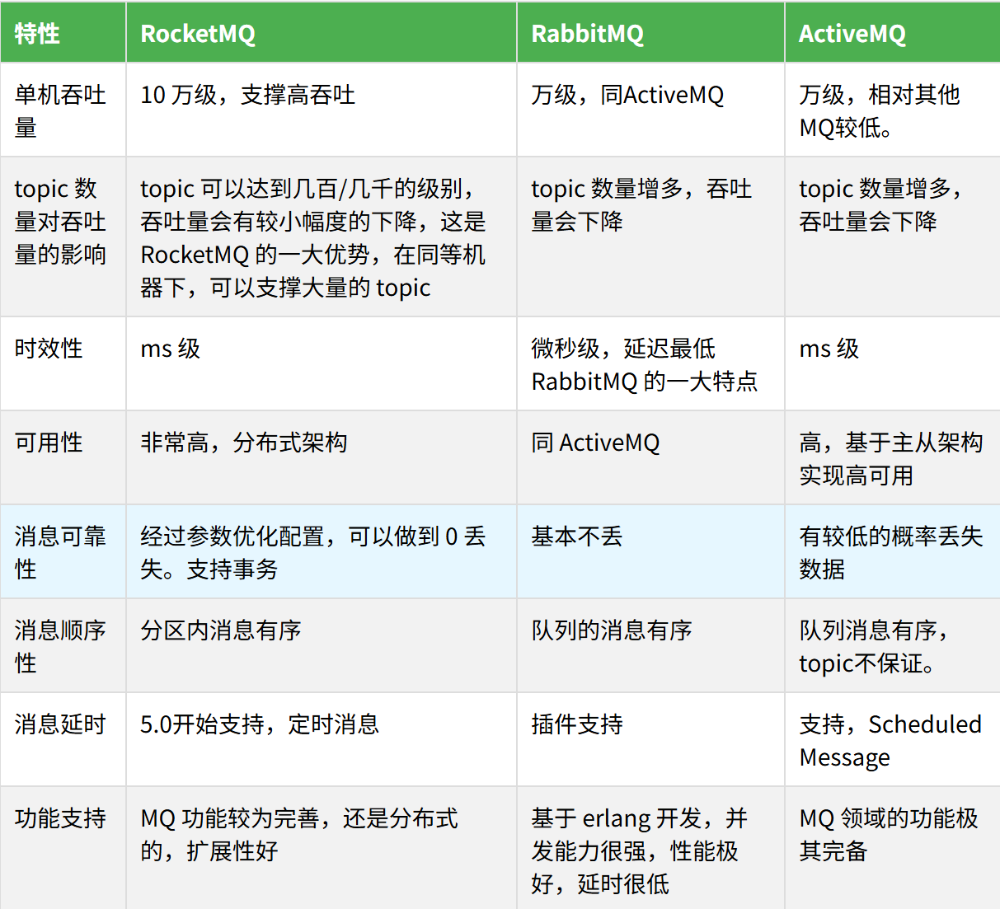 特性
RocketMQ
RabbitMQ
ActiveMQ
单机吞吐
量
10 万级，支撑高吞吐
万级，同ActiveMQ
万级，相对其他
MQ较低。
topic 数
量对吞吐
量的影响
topic 可以达到几百/几千的级别，
吞吐量会有较小幅度的下降，这是
RocketMQ 的一大优势，在同等机
器下，可以支撑大量的 topic
topic 数量增多，吞吐
量会下降
topic 数量增多，
吞吐量会下降
时效性
ms 级
微秒级，延迟最低
RabbitMQ 的一大特点
ms 级
可用性
非常高，分布式架构
同 ActiveMQ
高，基于主从架构
实现高可用
消息可靠
性
经过参数优化配置，可以做到 0 丢
失。支持事务
基本不丢
有较低的概率丢失
数据
消息顺序
性
分区内消息有序
队列的消息有序
队列消息有序，
topic不保证。
消息延时
5.0开始支持，定时消息
插件支持
支持，Scheduled
Message
功能支持
MQ 功能较为完善，还是分布式
的，扩展性好
基于 erlang 开发，并
发能力很强，性能极
好，延时很低
MQ 领域的功能极
其完备